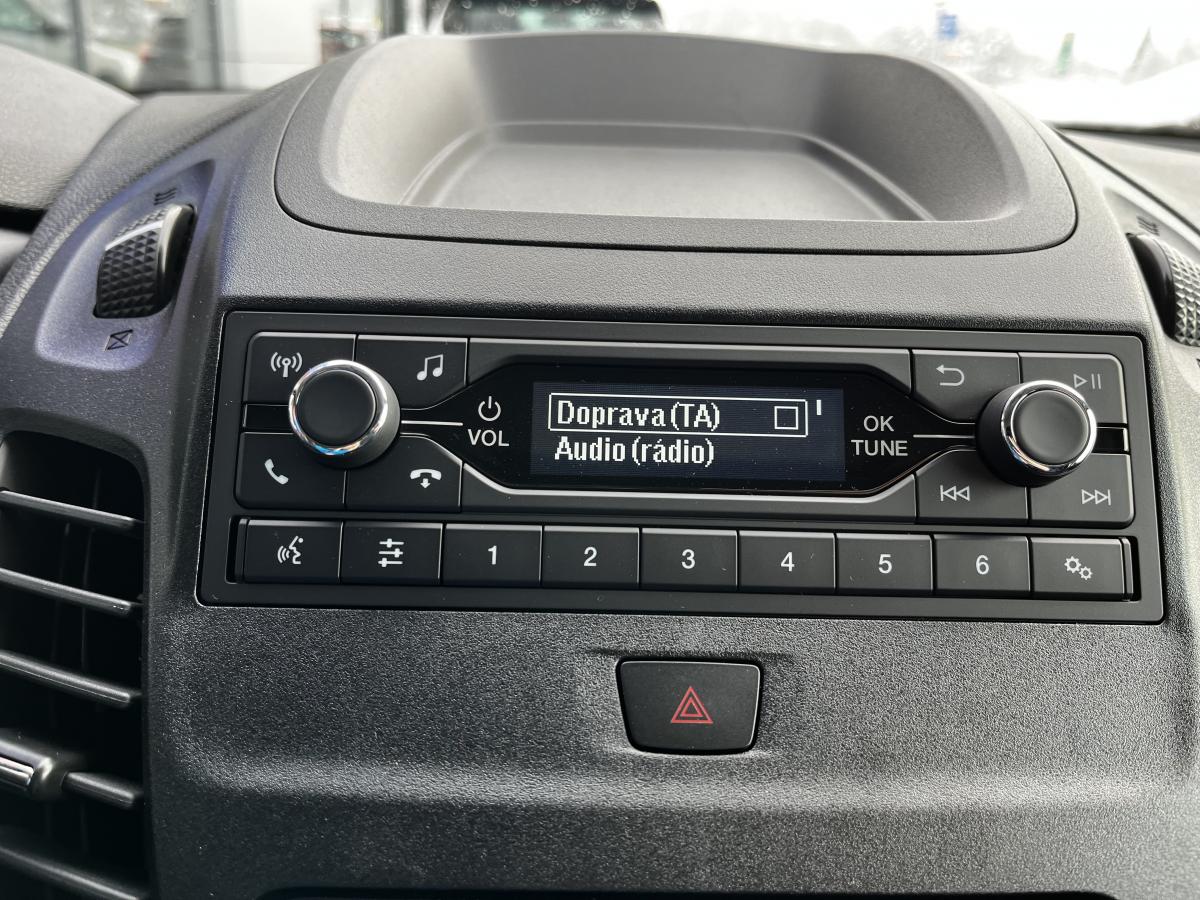 Doprava (TA)
Audio (rádio)
VOL
OK
TUNE
1 2 3 4 5 6